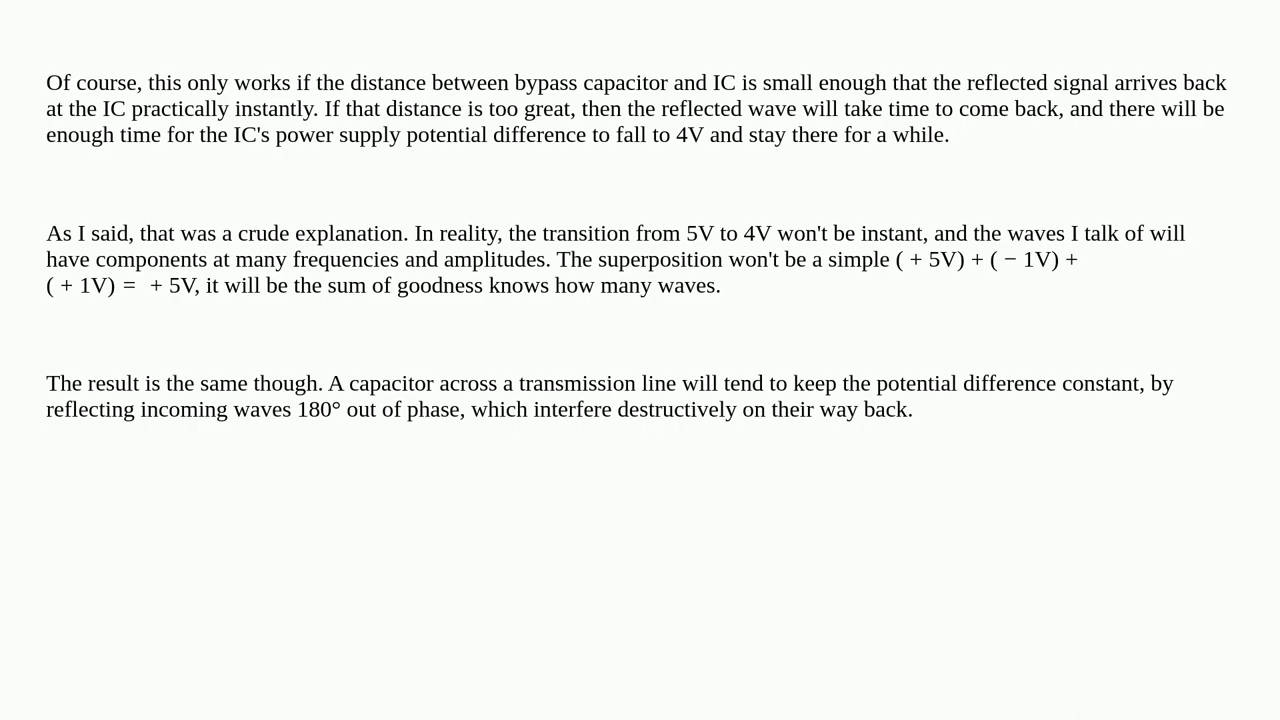 Of course, this only works if the distance between bypass capacitor and IC is small enough that the reflected signal arrives back
at the IC practically instantly. If that distance is too great, then the reflected wave will take time to come back, and there will be
enough time for the IC's power supply potential difference to fall to 4V and stay there for a while.
As I said, that was a crude explanation. In reality, the transition from 5V to 4V won't be instant, and the waves I talk of will
have components at many frequencies and amplitudes. The superposition won't be a simple ( + 5V) + ( − 1V) +
( + 1V) =  + 5V, it will be the sum of goodness knows how many waves.
The result is the same though. A capacitor across a transmission line will tend to keep the potential difference constant, by
reflecting incoming waves 180° out of phase, which interfere destructively on their way back.